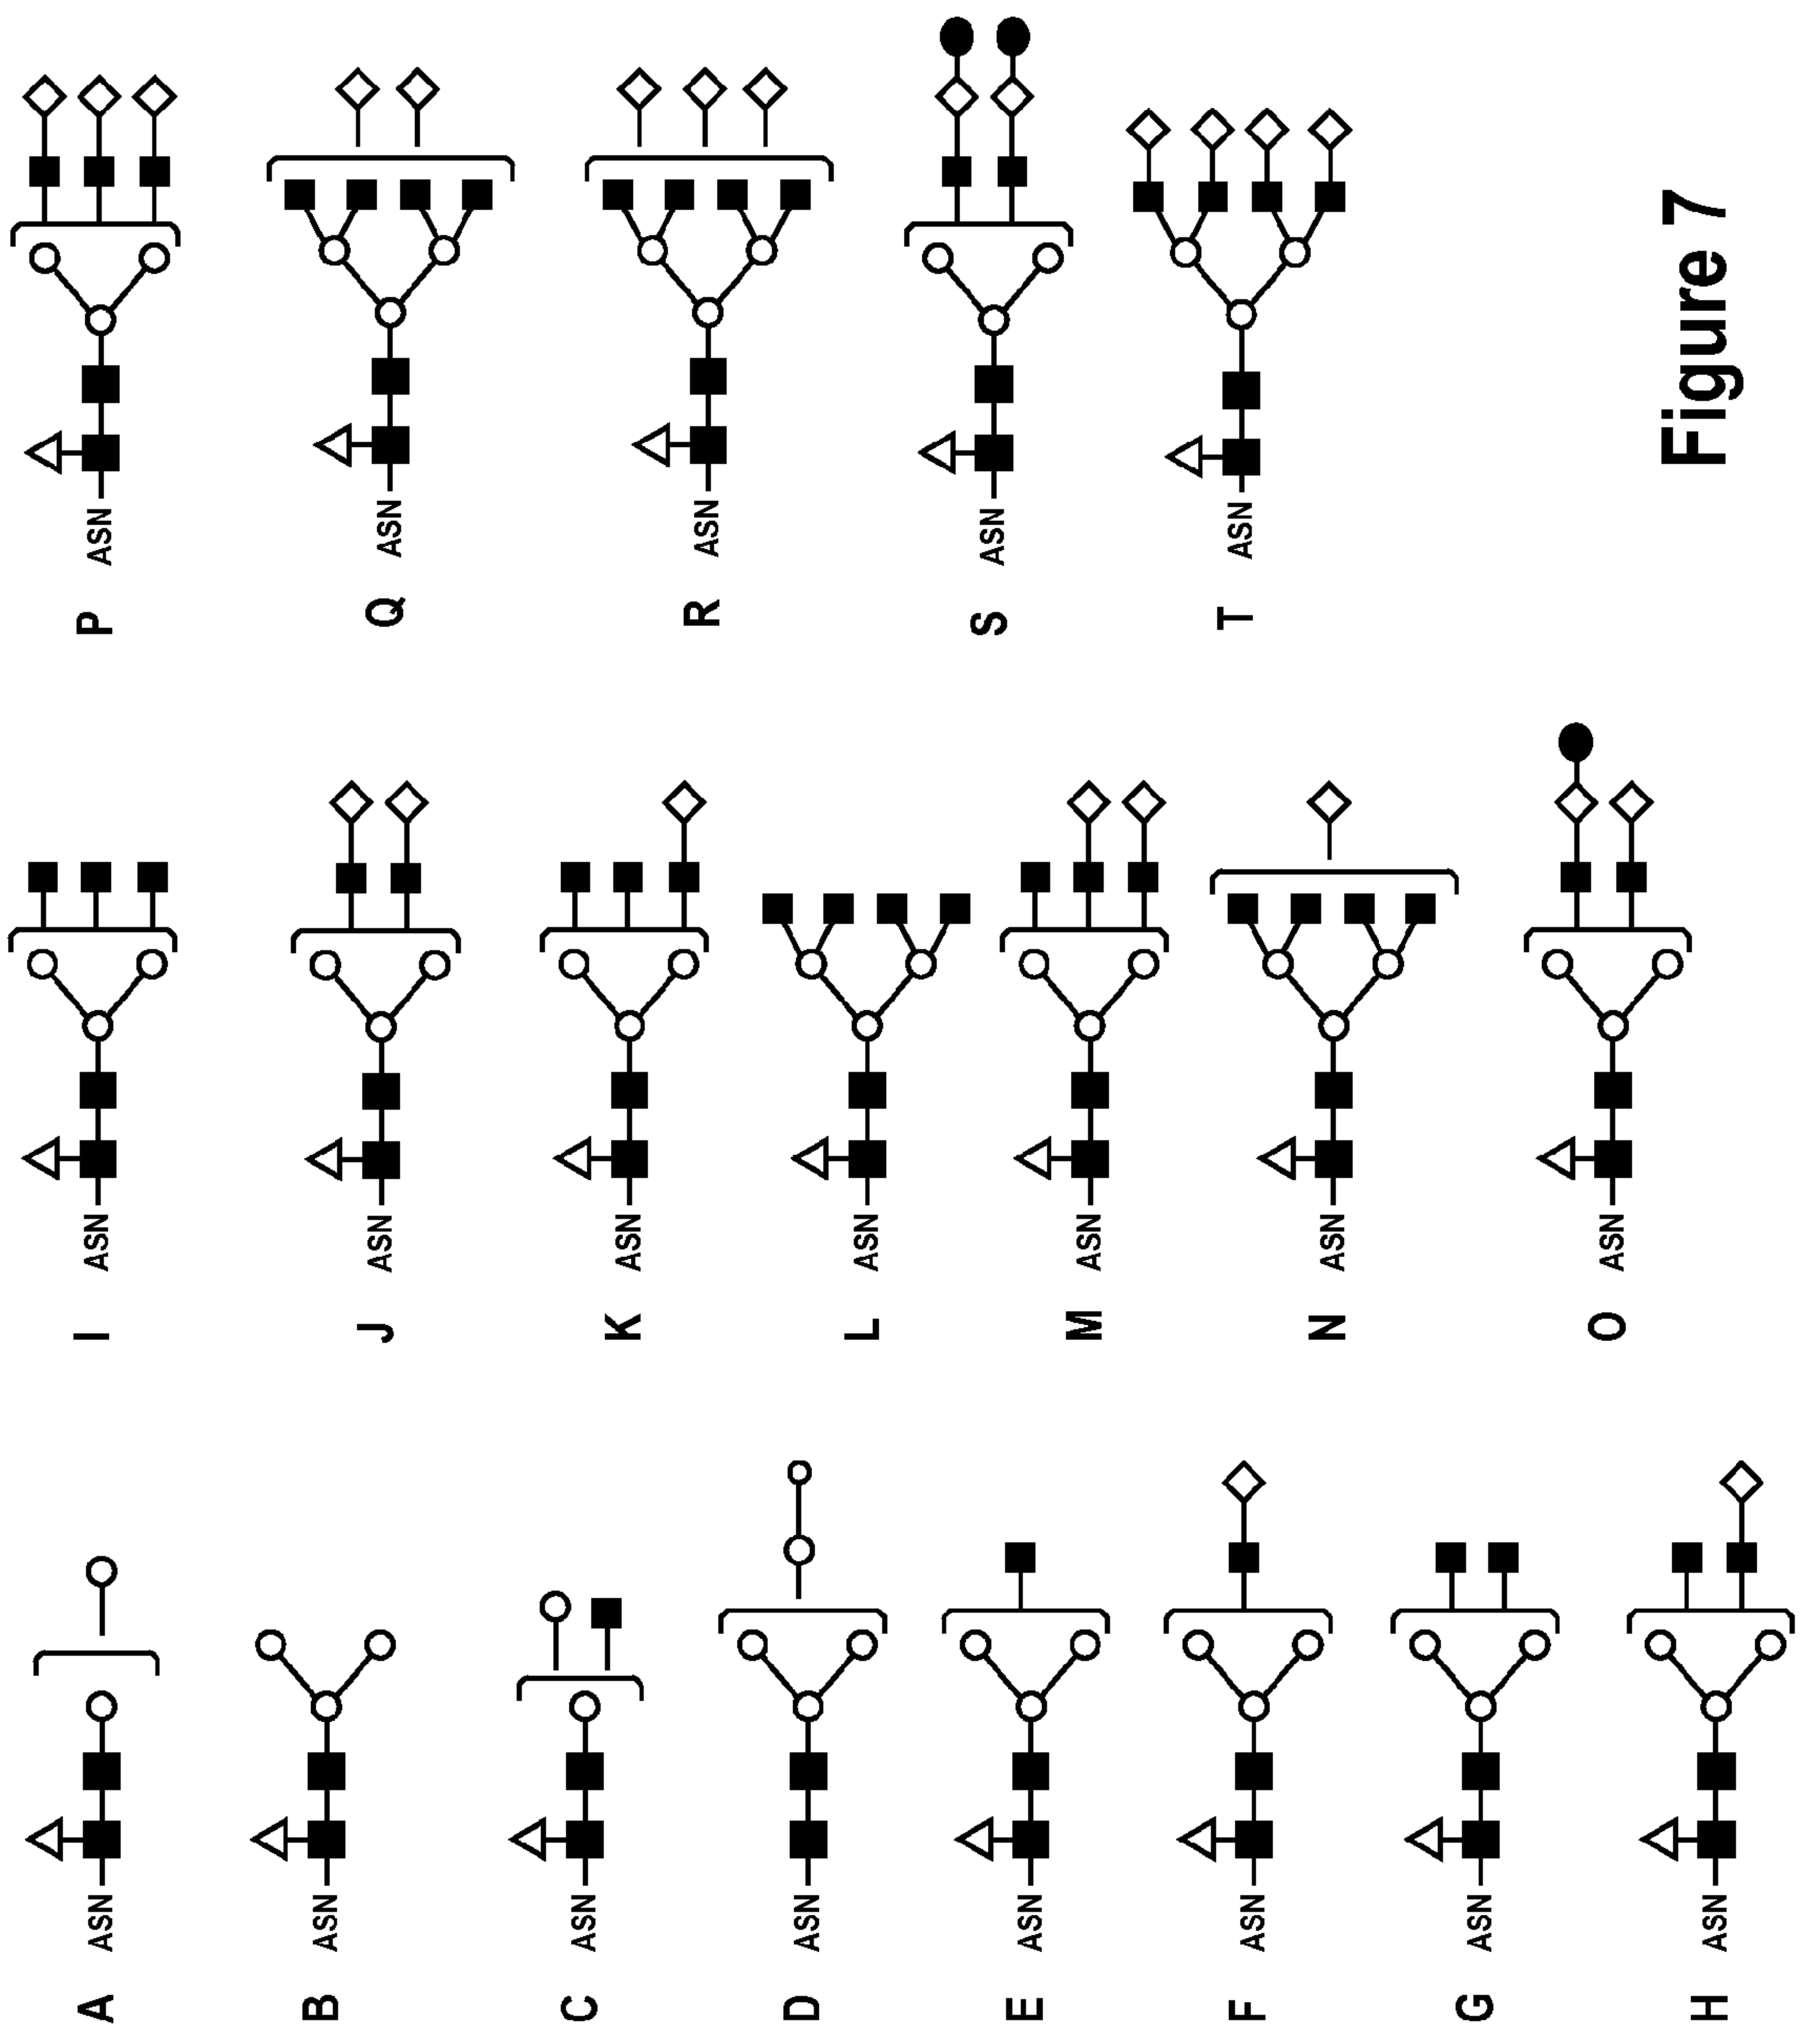 A ASN
B ASN
C ASN
D ASN
E ASN
F ASN
G ASN
H ASN
I ASN
J ASN
K ASN
L ASN
M ASN
N ASN
O ASN
P ASN
Q ASN
R ASN
S ASN
T ASN
Figure 7